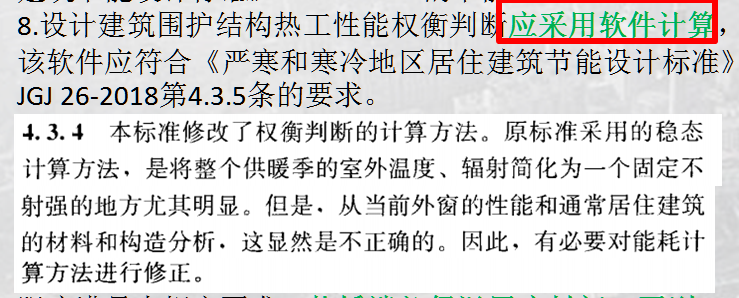 8.设计建筑围护结构热工性能权衡判断应采用软件计算，
该软件应符合《严寒和寒冷地区居住建筑节能设计标准》
JGJ 26-2018第4.3.5条的要求。
4.3.4 本标准修改了权衡判断的计算方法。原标准采用的稳态
计算方法，是将整个供暖季的室外温度、辐射简化为一个固定不
射强的地方尤其明显。但是，从当前外窗的性能和通常居住建筑
的材料和构造分析，这显然是不正确的。因此，有必要对能耗计
算方法进行修正。